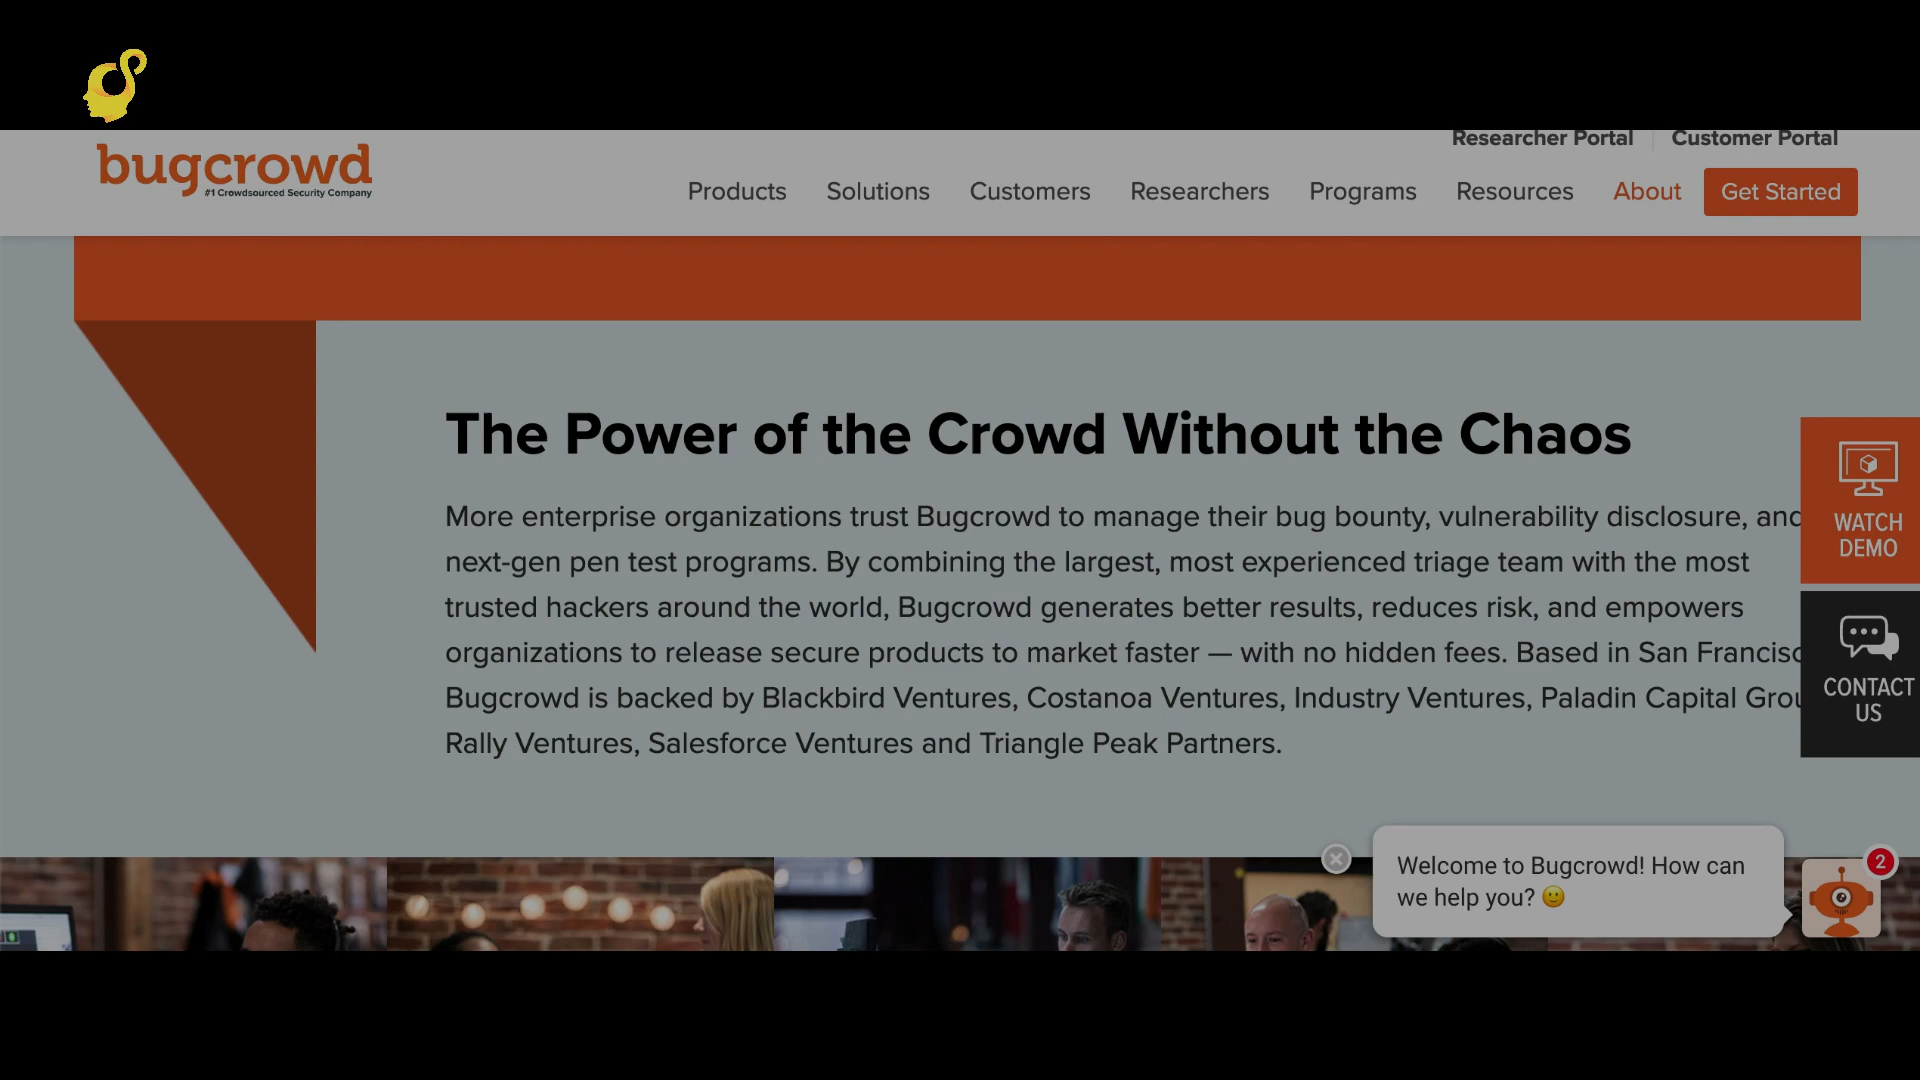 Researcher Portal
Customer Portal
bugcrowd
#1 Crowdsourced Security Company
Products
Solutions
Customers
Researchers
Programs
Resources
About
Get Started
The Power of the Crowd Without the Chaos
More enterprise organizations trust Bugcrowd to manage their bug bounty, vulnerability disclosure, and
next-gen pen test programs. By combining the largest, most experienced triage team with the most
trusted hackers around the world, Bugcrowd generates better results, reduces risk, and empowers
organizations to release secure products to market faster — with no hidden fees. Based in San Francisc
Bugcrowd is backed by Blackbird Ventures, Costanoa Ventures, Industry Ventures, Paladin Capital Grou
Rally Ventures, Salesforce Ventures and Triangle Peak Partners.
WATCH
DEMO
CONTACT
US
Welcome to Bugcrowd! How can
we help you? 🙂
2